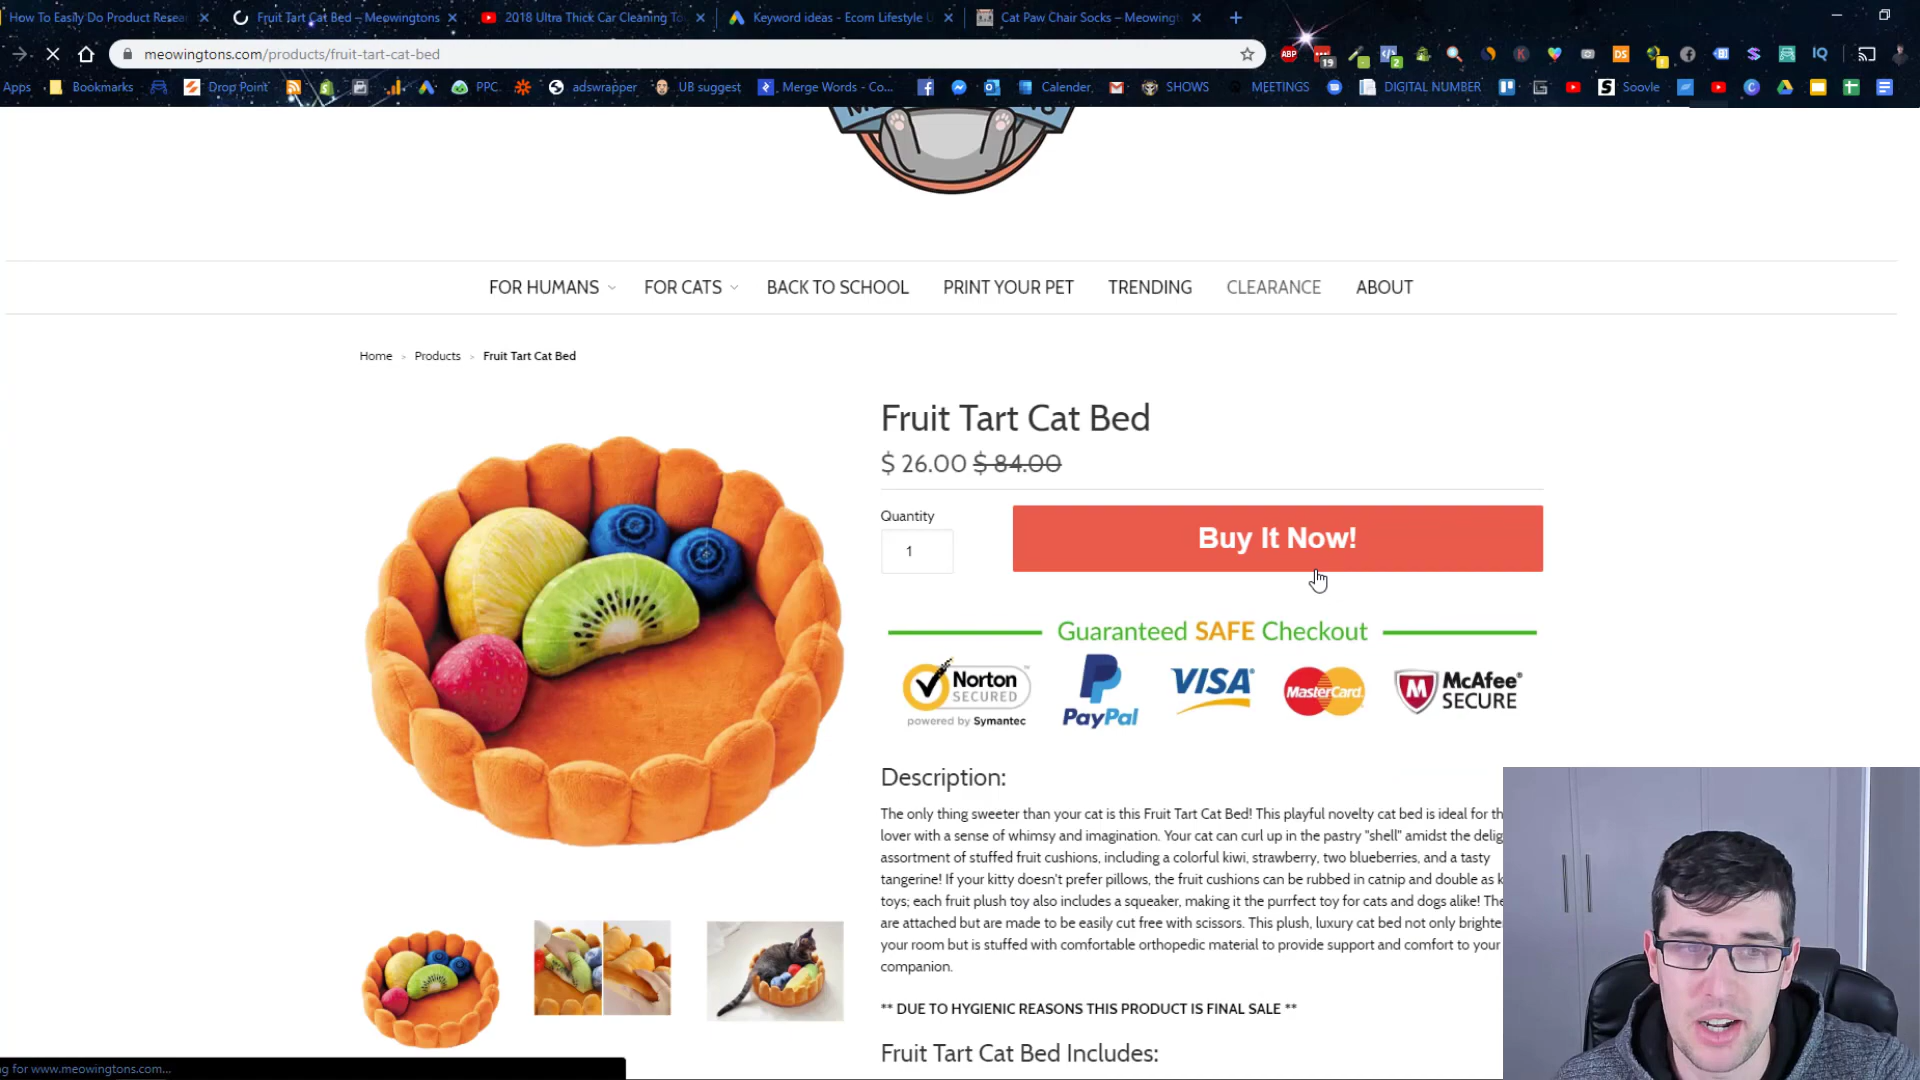 How To Easily Do Product Resear
Fruit Tart Cat Bed – Meowingtons
2018 Ultra Thick Car Cleaning To
Keyword ideas - Ecom Lifestyle U
Cat Paw Chair Socks – Meowingt
meowingtons.com/products/fruit-tart-cat-bed
ABP
19
2
DS
IQ
Apps
Bookmarks
Drop Point
PPC
adswrapper
UB suggest
Merge Words - Co...
Calender
SHOWS
MEETINGS
DIGITAL NUMBER
Soovle
FOR HUMANS
FOR CATS
BACK TO SCHOOL
PRINT YOUR PET
TRENDING
CLEARANCE
ABOUT
Home > Products > Fruit Tart Cat Bed
Fruit Tart Cat Bed
$ 26.00 $ 84.00
Quantity
1
Buy It Now!
Guaranteed SAFE Checkout
Norton
SECURED
powered by Symantec
PayPal
VISA
MasterCard
McAfee
SECURE
Description:
The only thing sweeter than your cat is this Fruit Tart Cat Bed! This playful novelty cat bed is ideal for th
lover with a sense of whimsy and imagination. Your cat can curl up in the pastry "shell" amidst the delig
assortment of stuffed fruit cushions, including a colorful kiwi, strawberry, two blueberries, and a tasty
tangerine! If your kitty doesn't prefer pillows, the fruit cushions can be rubbed in catnip and double as k
toys; each fruit plush toy also includes a squeaker, making it the purrfect toy for cats and dogs alike! The
are attached but are made to be easily cut free with scissors. This plush, luxury cat bed not only brighte
your room but is stuffed with comfortable orthopedic material to provide support and comfort to your
companion.
** DUE TO HYGIENIC REASONS THIS PRODUCT IS FINAL SALE **
Fruit Tart Cat Bed Includes:
g for www.meowingtons.com...